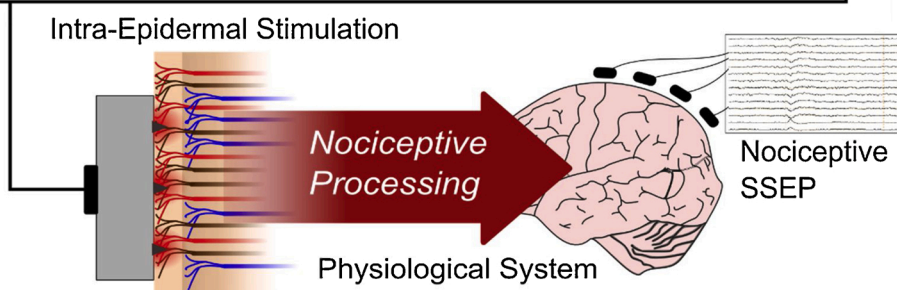 Intra-Epidermal Stimulation
Nociceptive
Processing
Nociceptive
SSEP
Physiological System